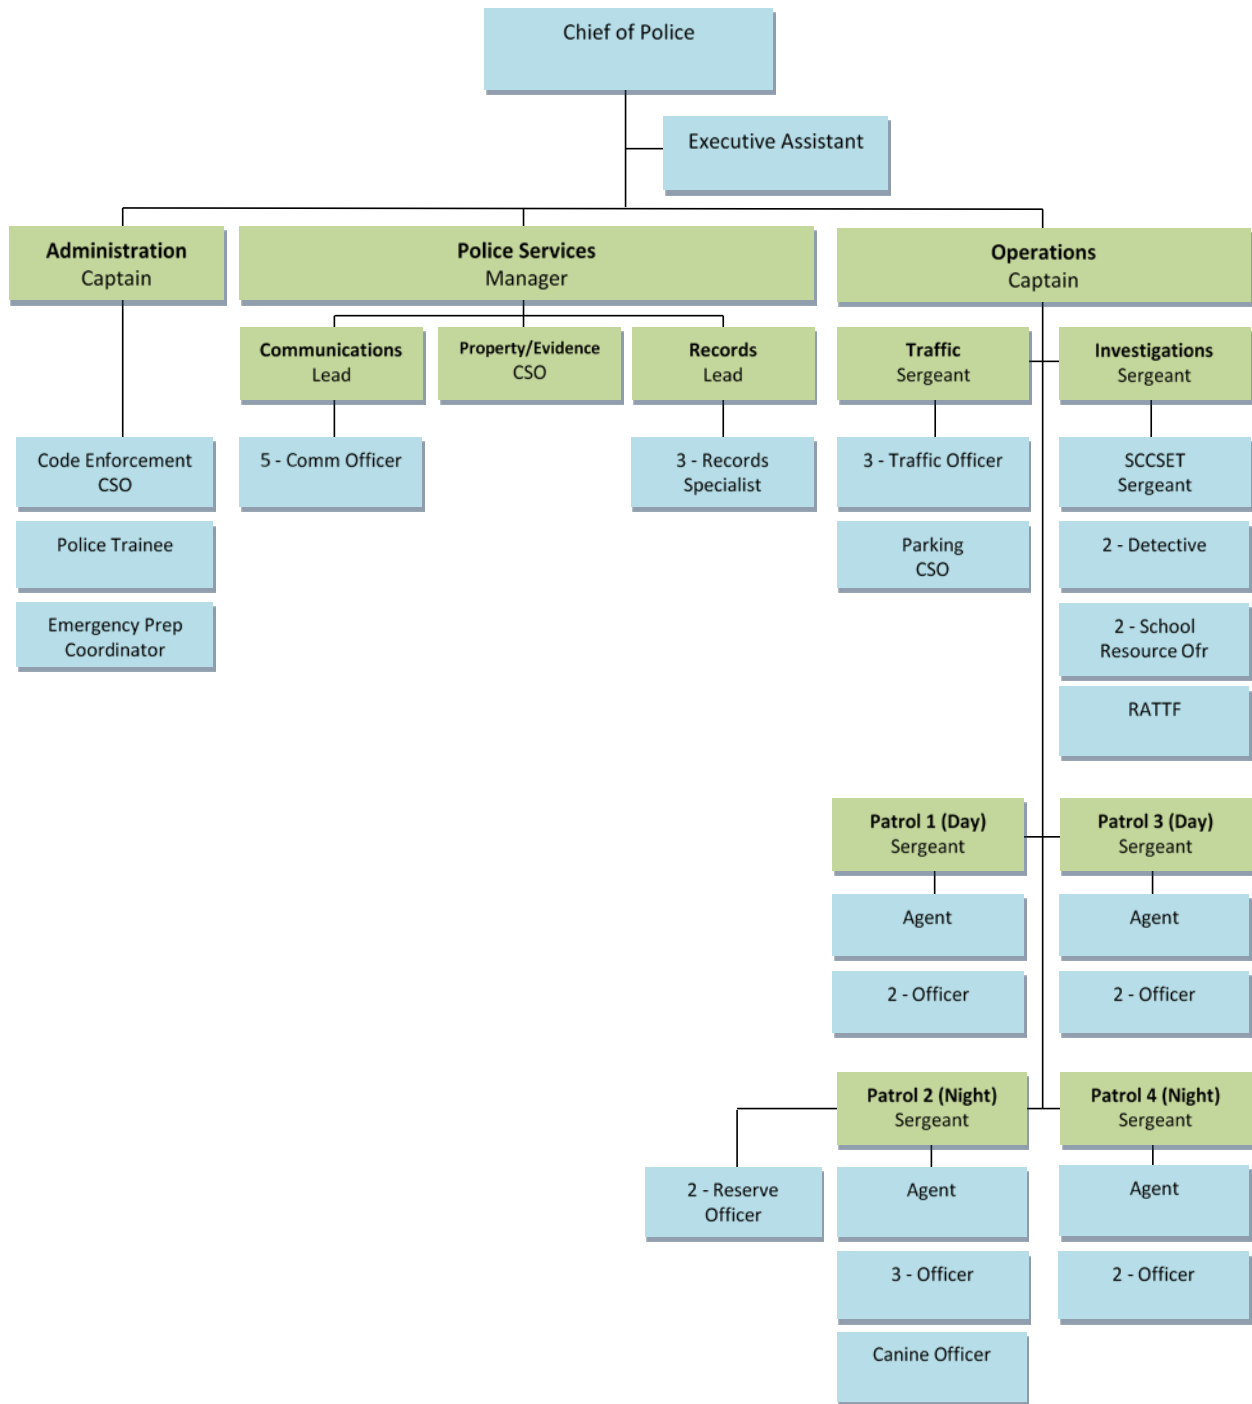 Chief of Police
Executive Assistant
Administration
Captain
Police Services
Manager
Operations
Captain
Communications
Lead
Property/Evidence
CSO
Records
Lead
Traffic
Sergeant
Investigations
Sergeant
Code Enforcement
CSO
5 - Comm Officer
3 - Records
Specialist
3 - Traffic Officer
SCCSET
Sergeant
Police Trainee
Parking
CSO
2 - Detective
Emergency Prep
Coordinator
2 - School
Resource Ofr
RATTF
Patrol 1 (Day)
Sergeant
Patrol 3 (Day)
Sergeant
Agent
Agent
2 - Officer
2 - Officer
Patrol 2 (Night)
Sergeant
Patrol 4 (Night)
Sergeant
2 - Reserve
Officer
Agent
Agent
3 - Officer
2 - Officer
Canine Officer